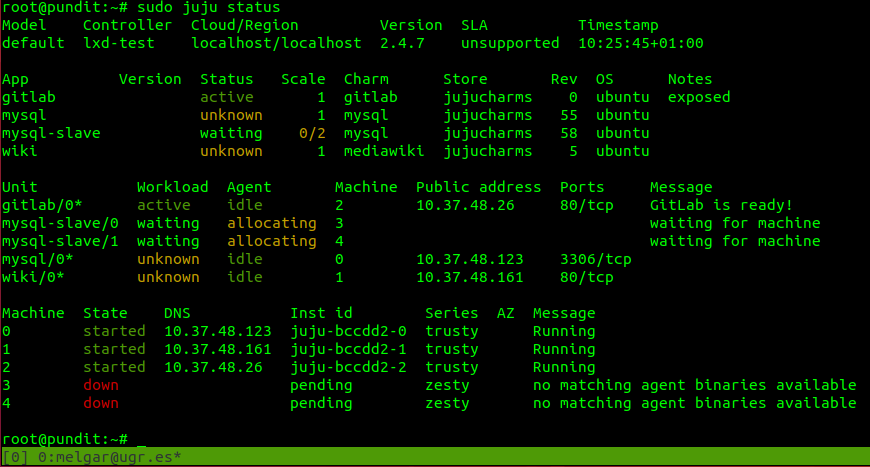 root@pundit:~# sudo juju status
Model    Controller  Cloud/Region         Version  SLA          Timestamp
default  lxd-test    localhost/localhost  2.4.7    unsupported  10:25:45+01:00
App          Version  Status   Scale  Charm      Store       Rev  OS      Notes
gitlab                active       1  gitlab     jujucharms    0  ubuntu  exposed
mysql                 unknown      1  mysql      jujucharms   55  ubuntu
mysql-slave           waiting    0/2  mysql      jujucharms   58  ubuntu
wiki                  unknown      1  mediawiki  jujucharms    5  ubuntu
Unit           Workload  Agent       Machine  Public address  Ports     Message
gitlab/0*      active    idle        2        10.37.48.26     80/tcp    GitLab is ready!
mysql-slave/0  waiting   allocating  3                                  waiting for machine
mysql-slave/1  waiting   allocating  4                                  waiting for machine
mysql/0*       unknown   idle        0        10.37.48.123    3306/tcp
wiki/0*        unknown   idle        1        10.37.48.161    80/tcp
Machine  State    DNS           Inst id        Series  AZ  Message
0        started  10.37.48.123  juju-bccdd2-0  trusty      Running
1        started  10.37.48.161  juju-bccdd2-1  trusty      Running
2        started  10.37.48.26   juju-bccdd2-2  trusty      Running
3        down                   pending        zesty       no matching agent binaries available
4        down                   pending        zesty       no matching agent binaries available
root@pundit:~# _
[0] 0:melgar@ugr.es*